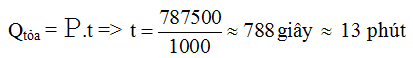 Qtỏa = P.t => t = 787500/1000 ≈ 788 giây ≈ 13 phút